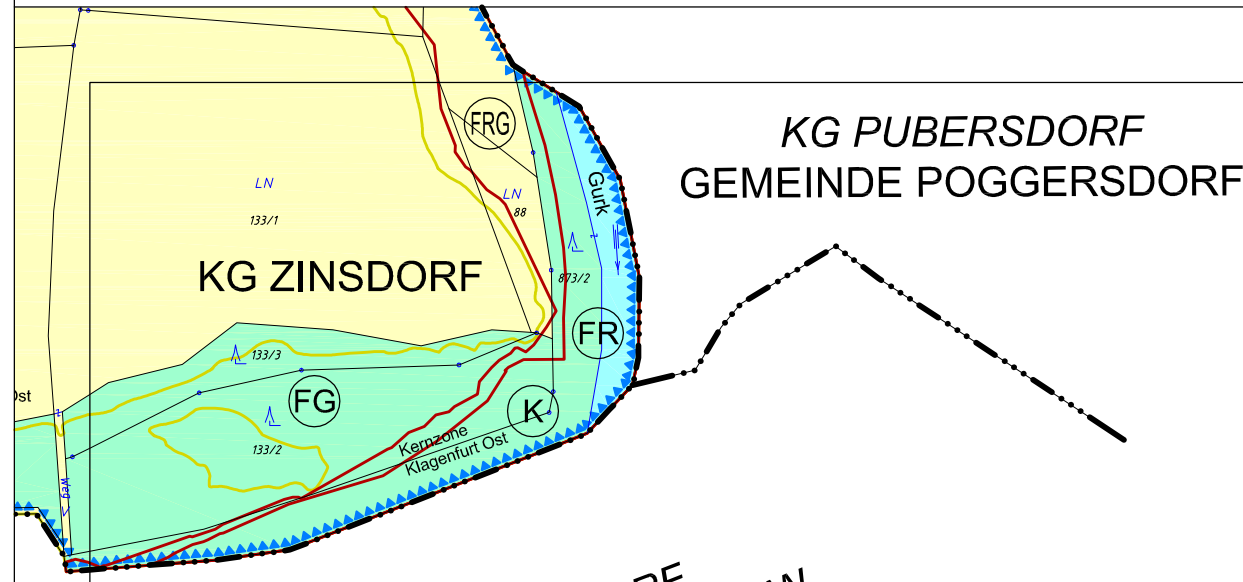 FRG
KG PUBERSDORF
GEMEINDE POGGERSDORF
LN
133/1
LN
88
Gurk
KG ZINSDORF
873/2
FR
133/3
Ost
FG
K
133/2
Kernzone
Klagenfurt Ost
Weg